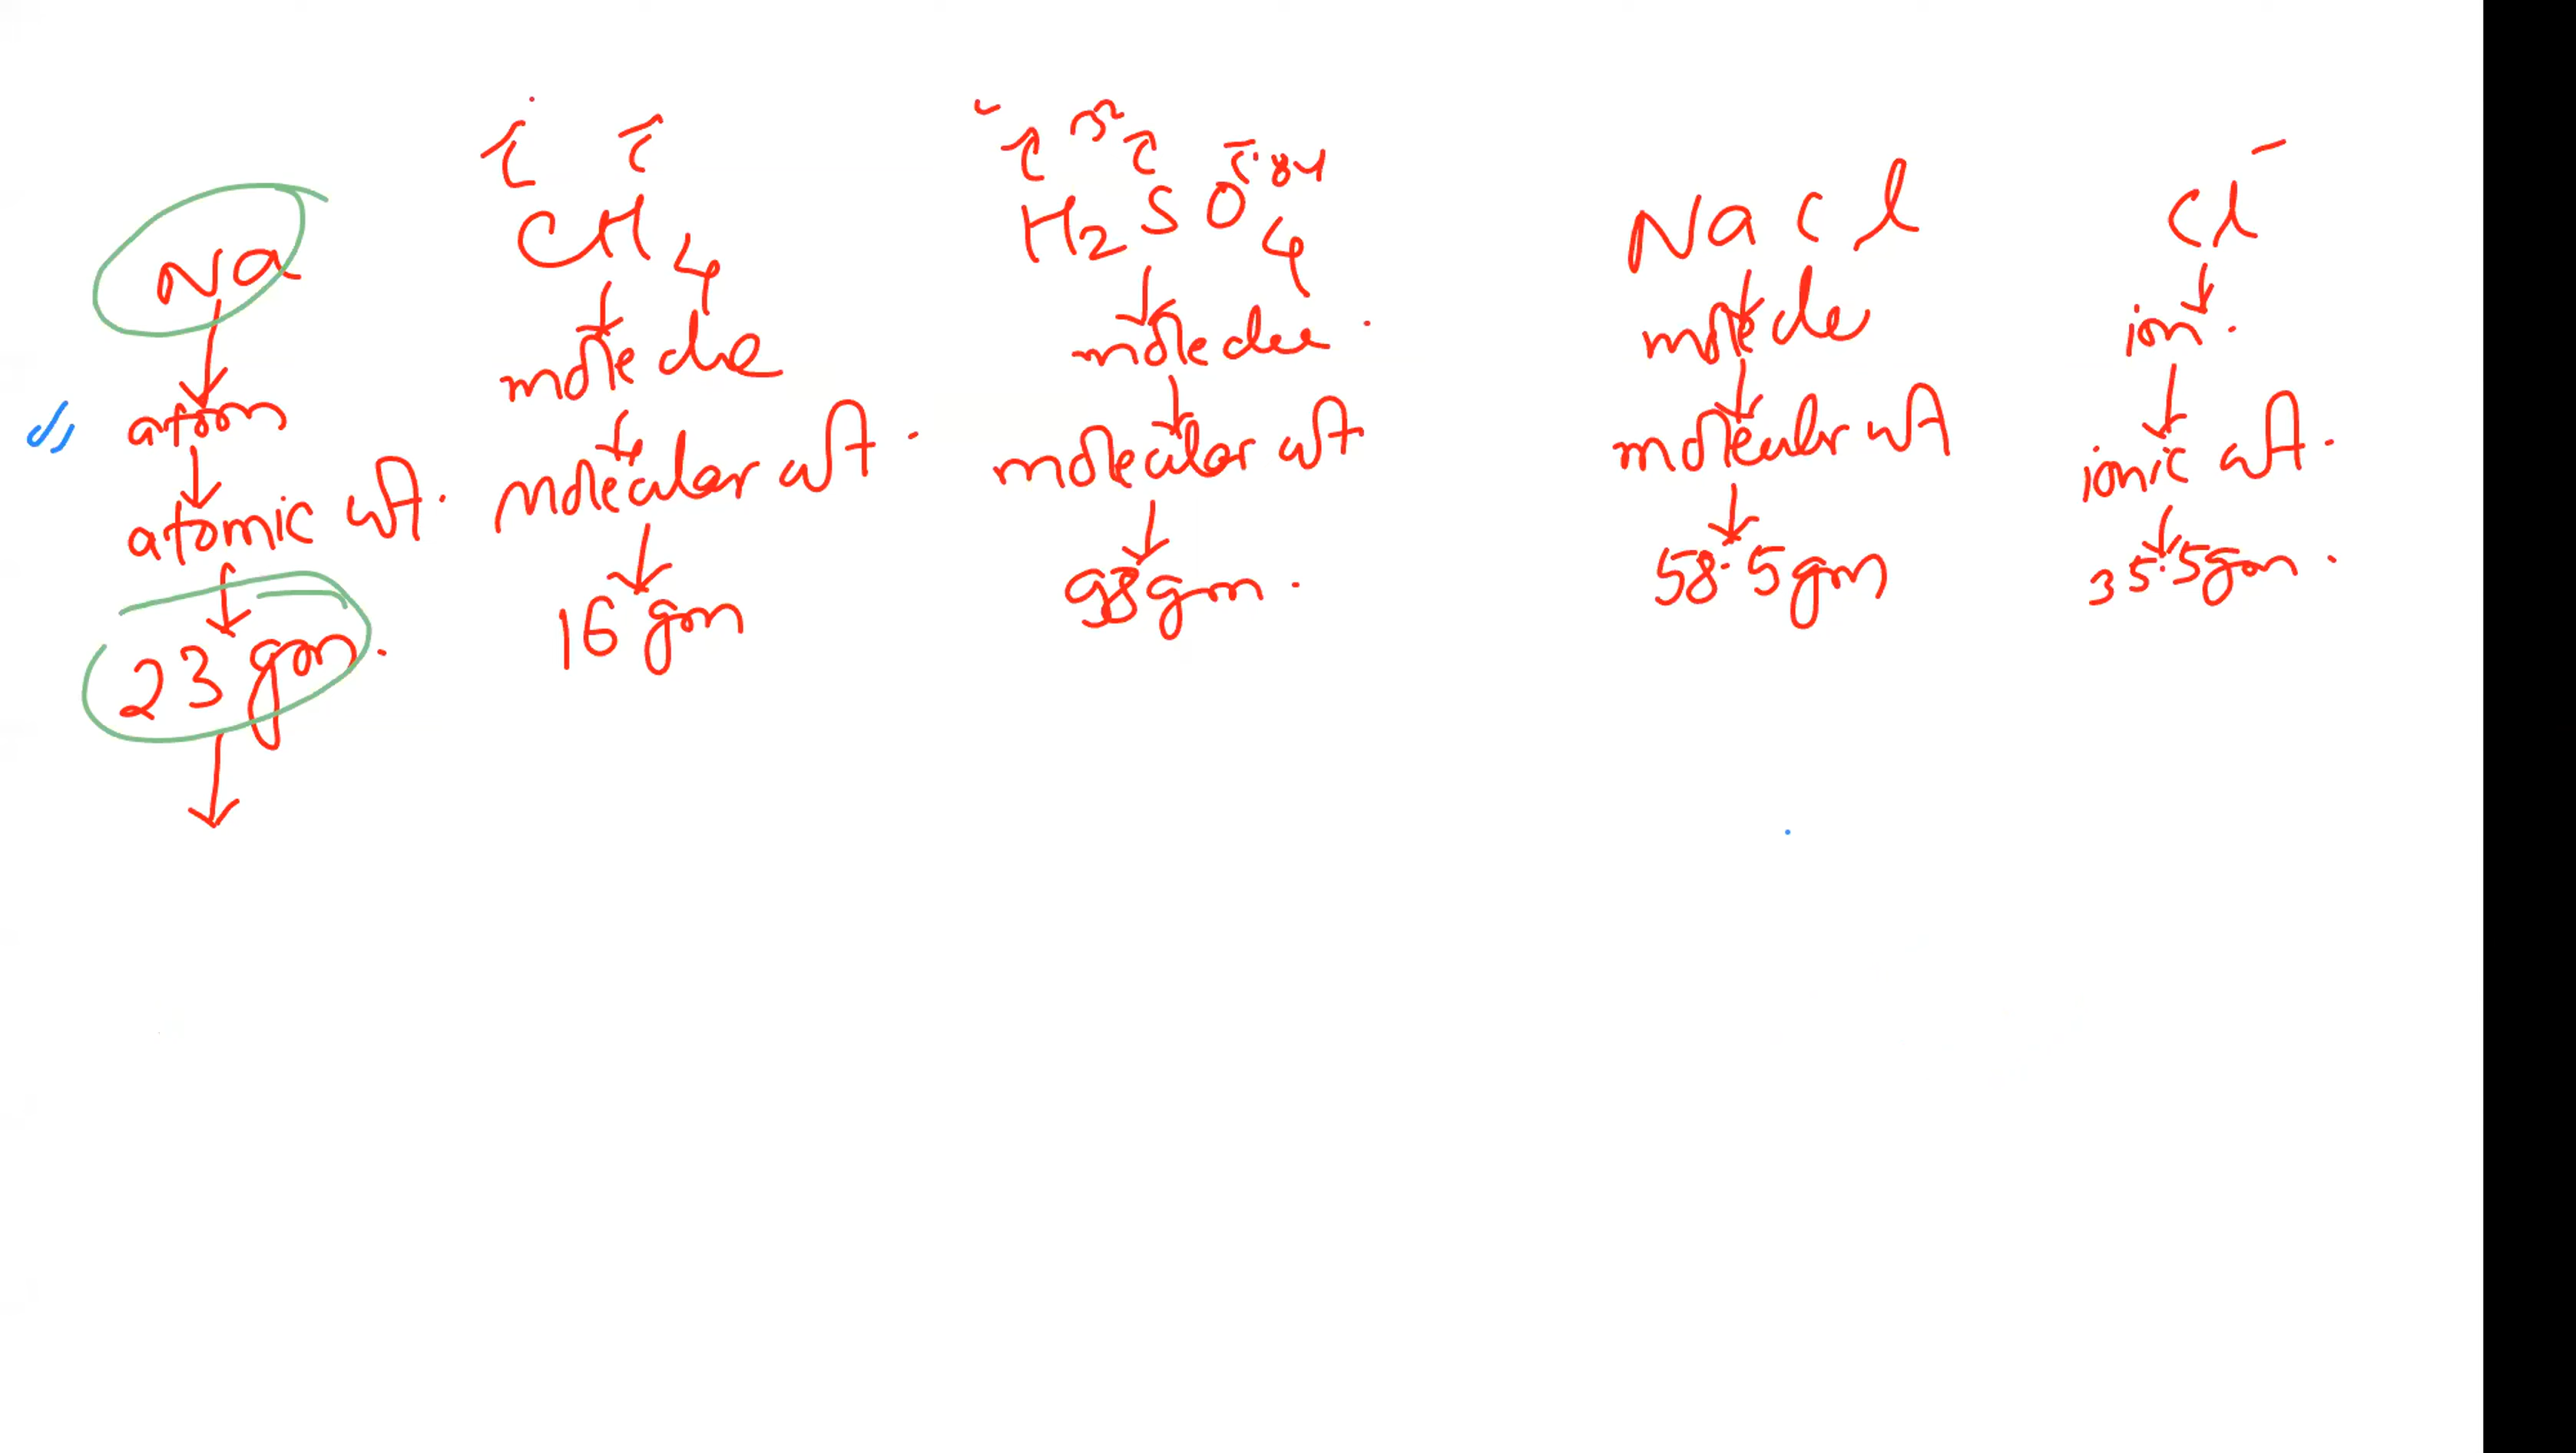 Na CH4 H2SO4 NaCl Cl-
atom molecule molecule. molecule ion.
atomic wt. molecular wt. molecular wt molecular wt ionic wt.
23 gm. 16 gm 98 gm. 58.5 gm 35.5 gm.